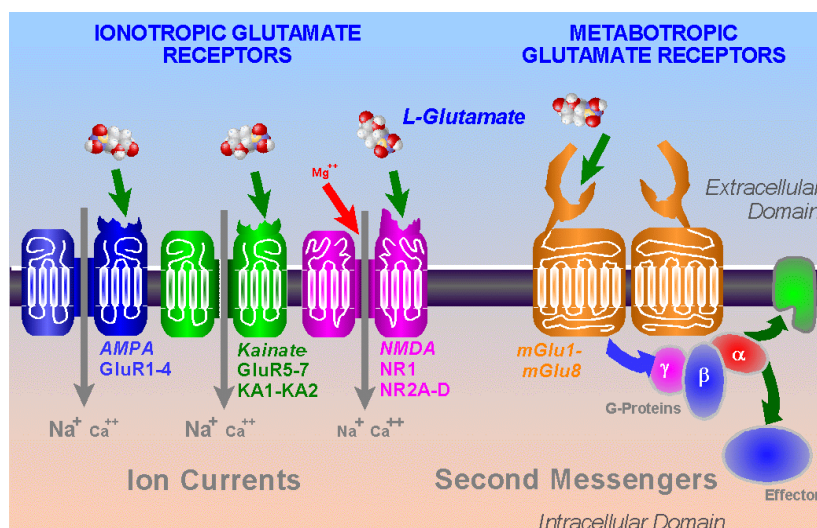 IONOTROPIC GLUTAMATE
RECEPTORS
METABOTROPIC
GLUTAMATE RECEPTORS
L-Glutamate
Mg++
Extracellular
Domain
AMPA
GluR1-4
Kainate
GluR5-7
KA1-KA2
NMDA
NR1
NR2A-D
mGlu1-
mGlu8
γ
β
α
G-Proteins
Na+ Ca++
Na+ Ca++
Na+ Ca++
Ion Currents
Second Messengers
Effector
Intracellular Domain